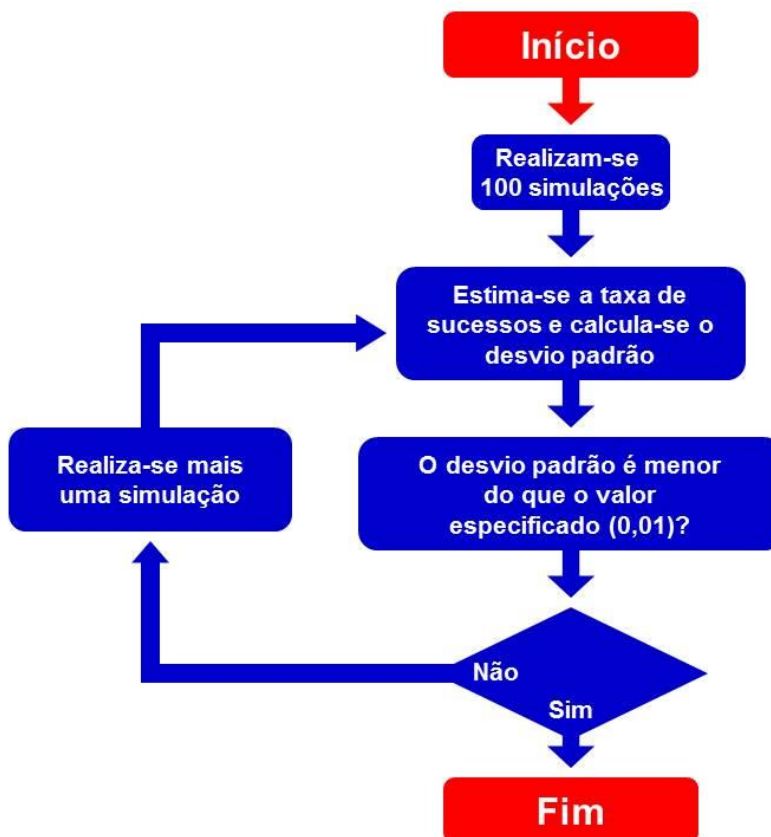 Início
Realizam-se
100 simulações
Estima-se a taxa de
sucessos e calcula-se o
desvio padrão
Realiza-se mais
uma simulação
O desvio padrão é menor
do que o valor
especificado (0,01)?
Não
Sim
Fim